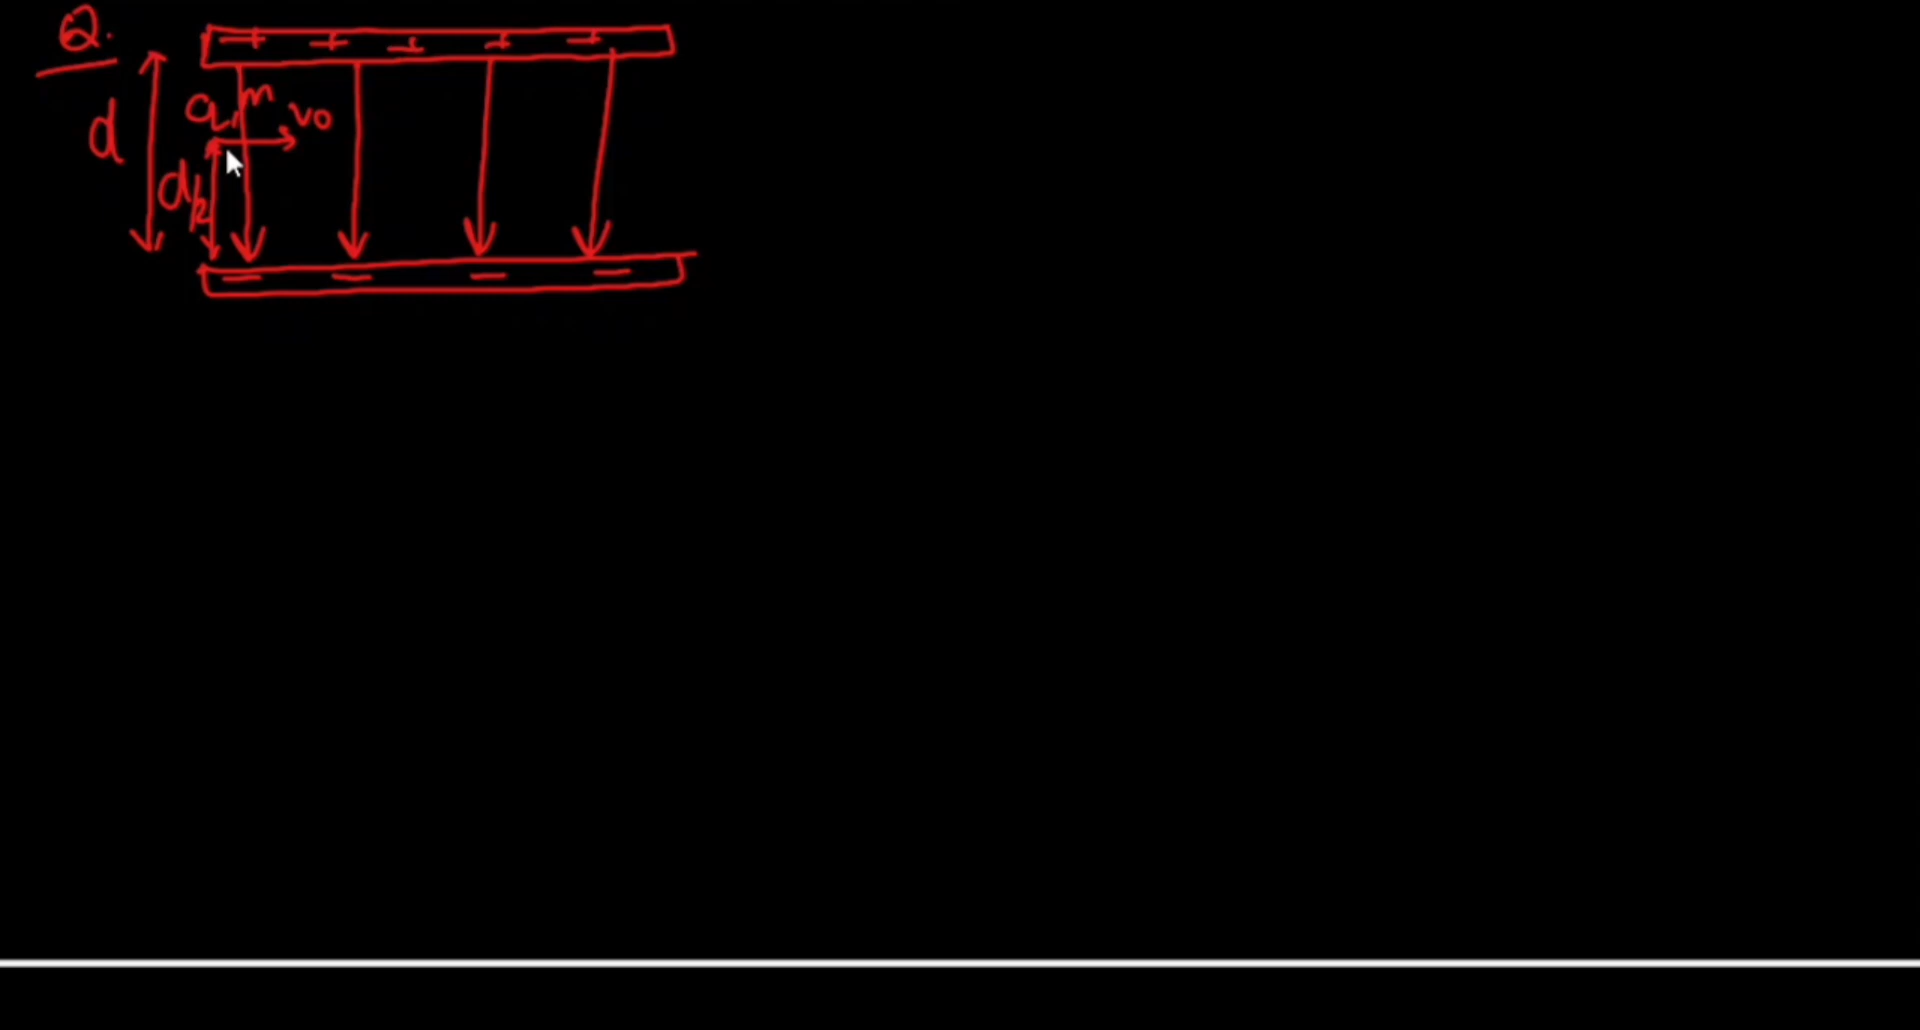 Q.
+ + + + +
q, m v0
d
d/2
- - - -